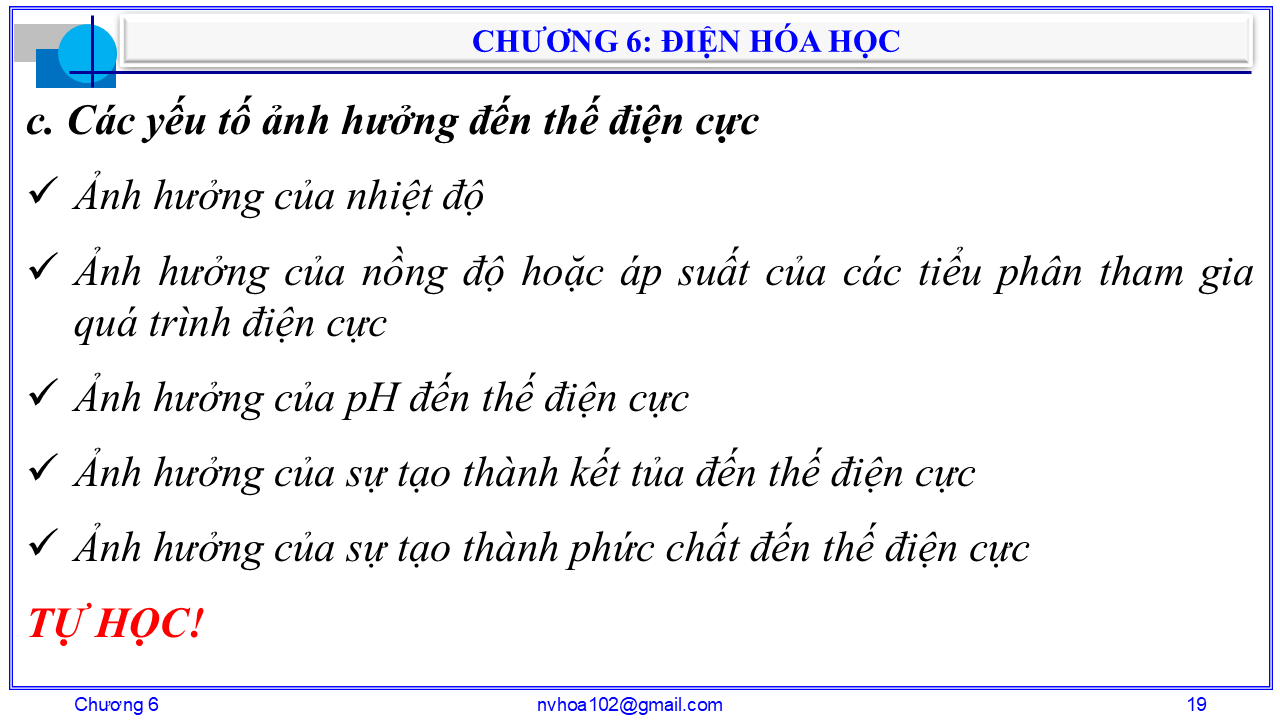 CHƯƠNG 6: ĐIỆN HÓA HỌC
c. Các yếu tố ảnh hưởng đến thế điện cực
✓ Ảnh hưởng của nhiệt độ
✓ Ảnh hưởng của nồng độ hoặc áp suất của các tiểu phân tham gia
quá trình điện cực
✓ Ảnh hưởng của pH đến thế điện cực
✓ Ảnh hưởng của sự tạo thành kết tủa đến thế điện cực
✓ Ảnh hưởng của sự tạo thành phức chất đến thế điện cực
TỰ HỌC!
Chương 6 nvhoa102@gmail.com 19